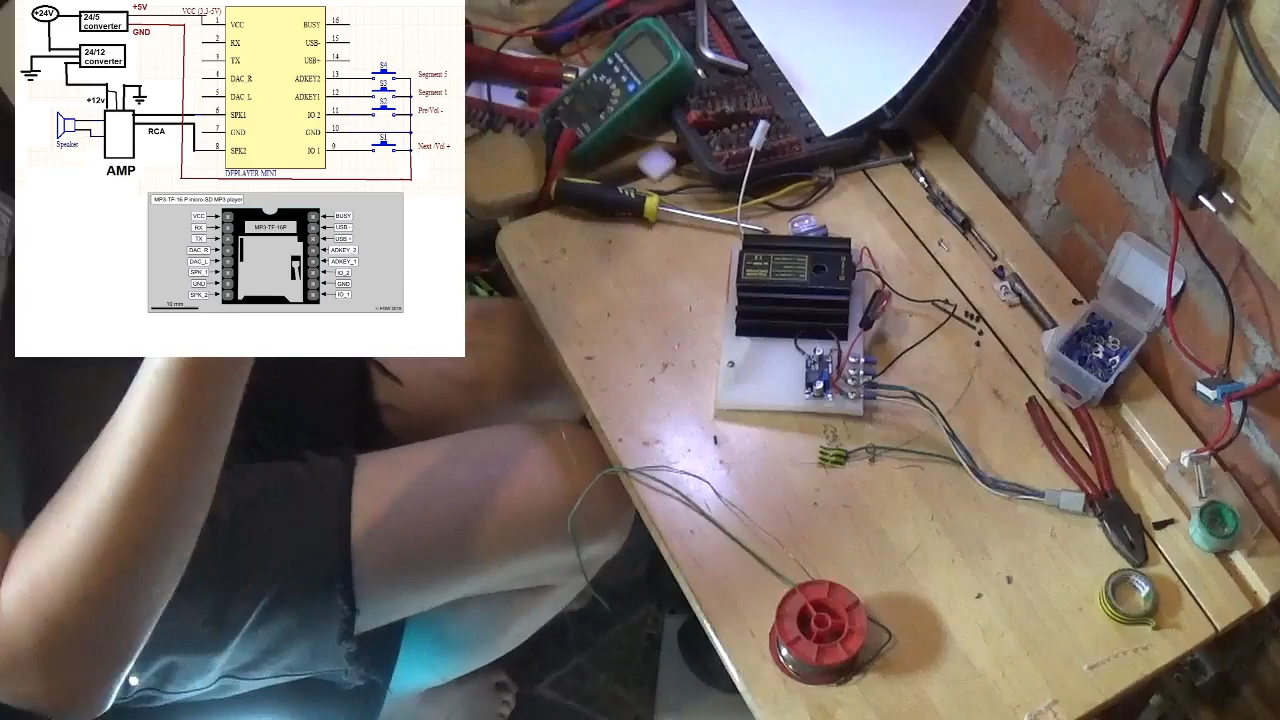 +24V
24/5
converter
+5V
GND
24/12
converter
+12v
Speaker
RCA
AMP
VCC (3.3-5V)
1 VCC BUSY 16
2 RX USB- 15
3 TX USB+ 14
4 DAC_R ADKEY2 13 S4 Segment 5
5 DAC_L ADKEY1 12 S3 Segment 1
6 SPK1 IO 2 11 S2 Pre/Vol -
7 GND GND 10
8 SPK2 IO 1 9 S1 Next /Vol +
DFPLAYER MINI
MP3-TF-16 P micro SD MP3 player
MP3-TF-16P
VCC BUSY
RX USB -
TX USB +
DAC_R ADKEY_2
DAC_L ADKEY_1
SPK_1 IO_2
GND GND
SPK_2 IO_1
10 mm